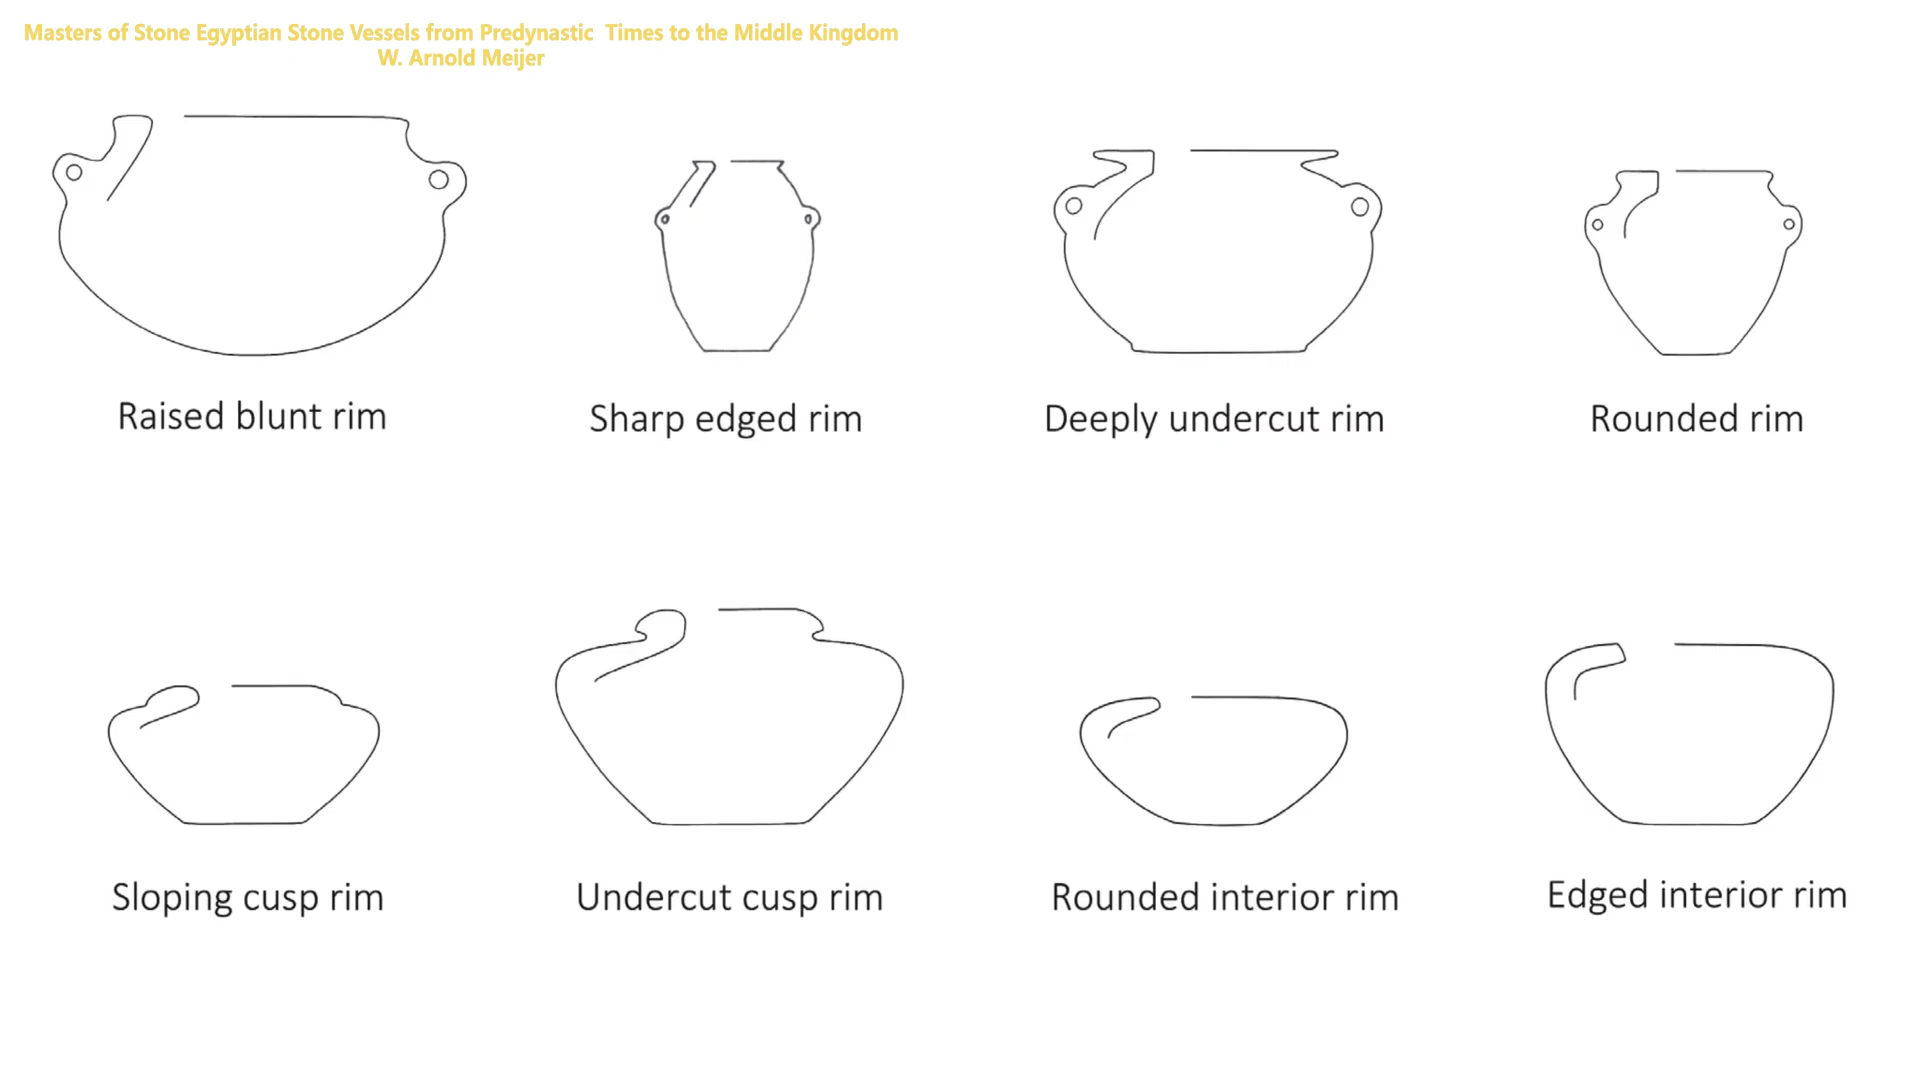 Masters of Stone Egyptian Stone Vessels from Predynastic  Times to the Middle Kingdom
W. Arnold Meijer
Raised blunt rim
Sharp edged rim
Deeply undercut rim
Rounded rim
Sloping cusp rim
Undercut cusp rim
Rounded interior rim
Edged interior rim